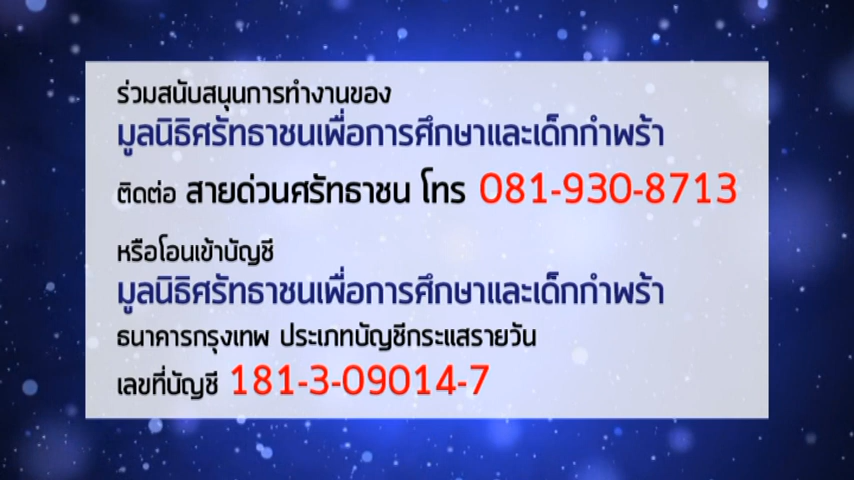 ร่วมสนับสนุนการทำงานของ
มูลนิธิศรัทธาชนเพื่อการศึกษาและเด็กกำพร้า
ติดต่อ สายด่วนศรัทธาชน โทร 081-930-8713
หรือโอนเข้าบัญชี
มูลนิธิศรัทธาชนเพื่อการศึกษาและเด็กกำพร้า
ธนาคารกรุงเทพ ประเภทบัญชีกระแสรายวัน
เลขที่บัญชี 181-3-09014-7